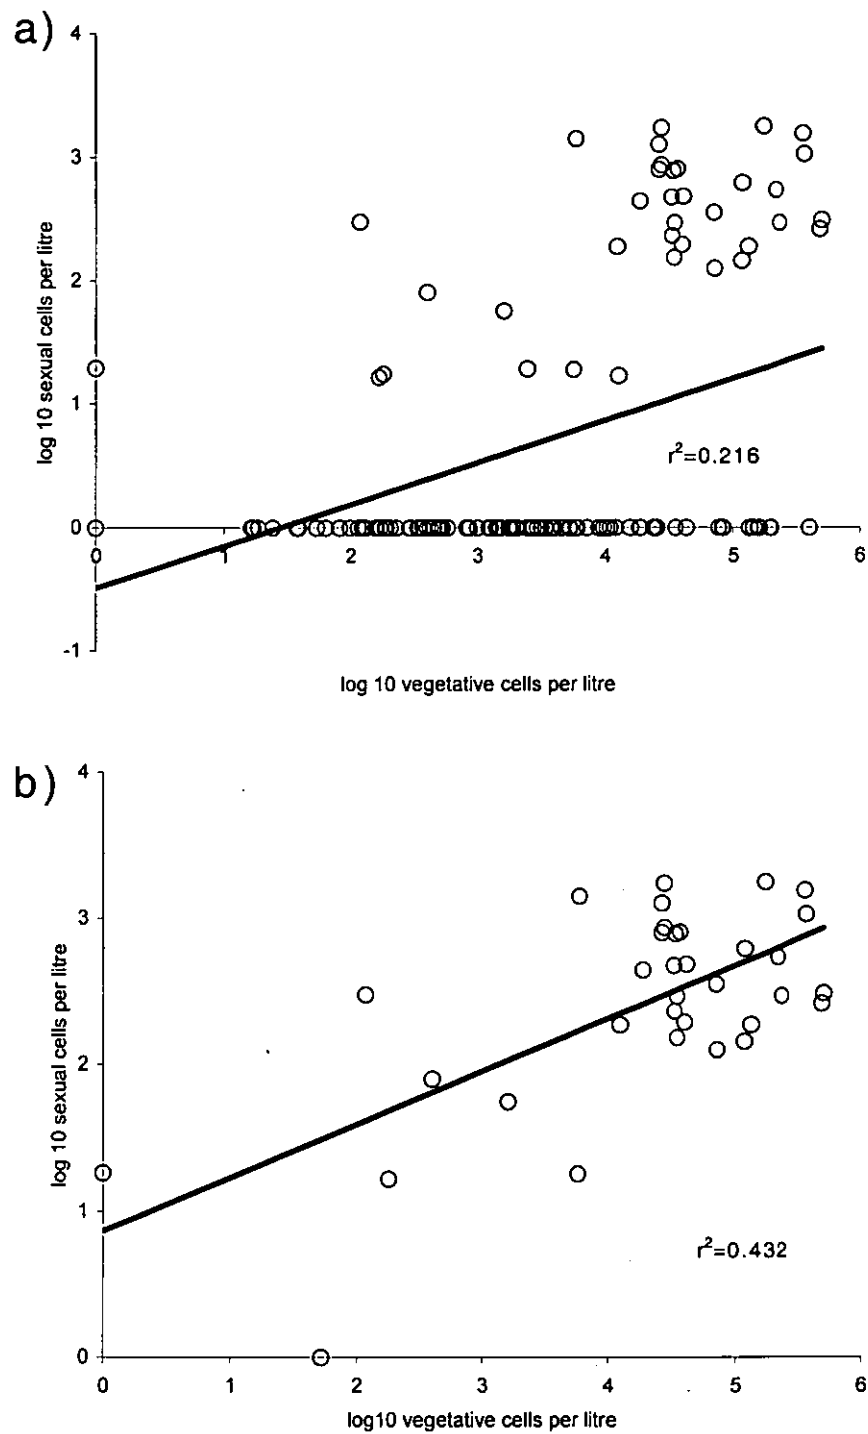 a)
4
3
2
1
0
-1
0 1 2 3 4 5 6
log 10 sexual cells per litre
r²=0.216
log 10 vegetative cells per litre
b)
4
3
2
1
0
0 1 2 3 4 5 6
log 10 sexual cells per litre
r²=0.432
log10 vegetative cells per litre